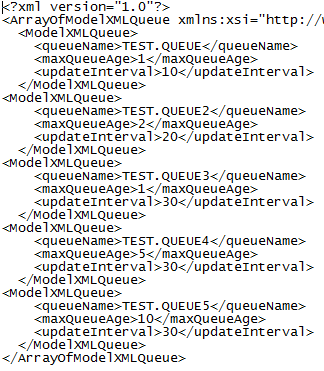 <?xml version="1.0"?>
<ArrayOfModelXMLQueue xmlns:xsi="http://
<ModelXMLQueue>
<queueName>TEST.QUEUE</queueName>
<maxQueueAge>1</maxQueueAge>
<updateInterval>10</updateInterval>
</ModelXMLQueue>
<ModelXMLQueue>
<queueName>TEST.QUEUE2</queueName>
<maxQueueAge>2</maxQueueAge>
<updateInterval>20</updateInterval>
</ModelXMLQueue>
<ModelXMLQueue>
<queueName>TEST.QUEUE3</queueName>
<maxQueueAge>1</maxQueueAge>
<updateInterval>30</updateInterval>
</ModelXMLQueue>
<ModelXMLQueue>
<queueName>TEST.QUEUE4</queueName>
<maxQueueAge>5</maxQueueAge>
<updateInterval>30</updateInterval>
</ModelXMLQueue>
<ModelXMLQueue>
<queueName>TEST.QUEUE5</queueName>
<maxQueueAge>10</maxQueueAge>
<updateInterval>30</updateInterval>
</ModelXMLQueue>
</ArrayOfModelXMLQueue>